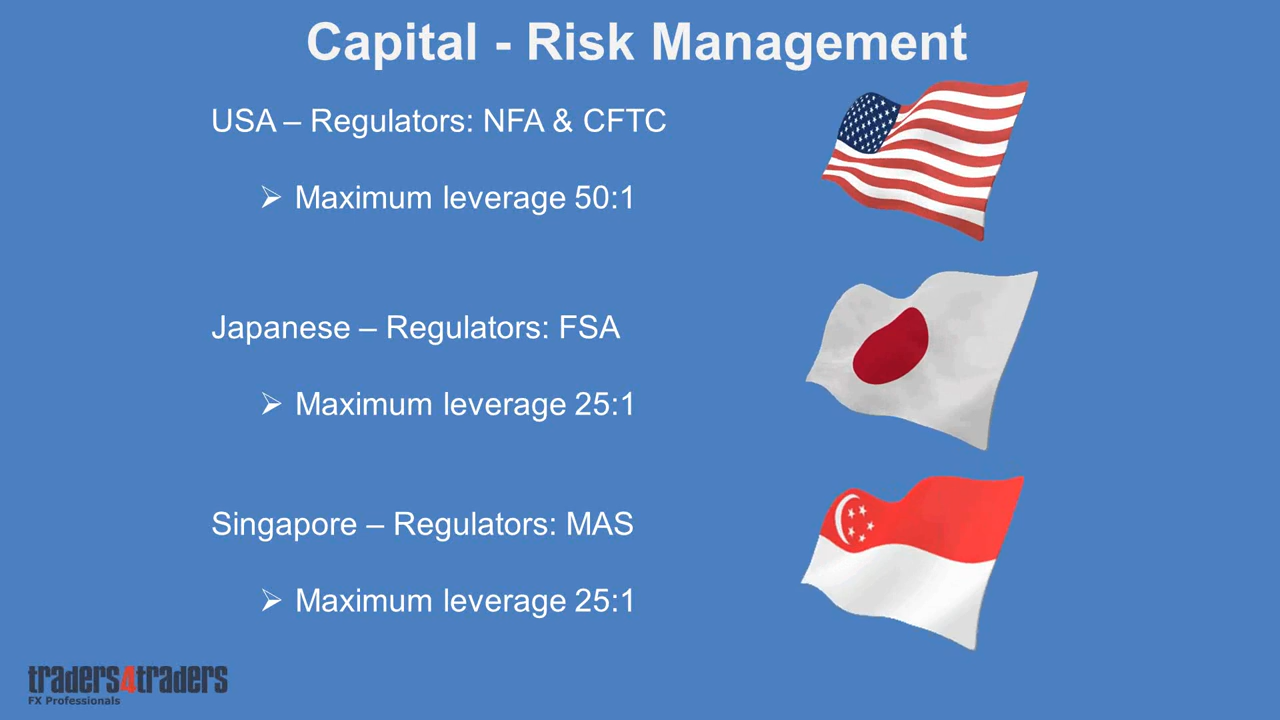 Capital - Risk Management
USA – Regulators: NFA & CFTC
➢ Maximum leverage 50:1
Japanese – Regulators: FSA
➢ Maximum leverage 25:1
Singapore – Regulators: MAS
➢ Maximum leverage 25:1
traders4traders
FX Professionals